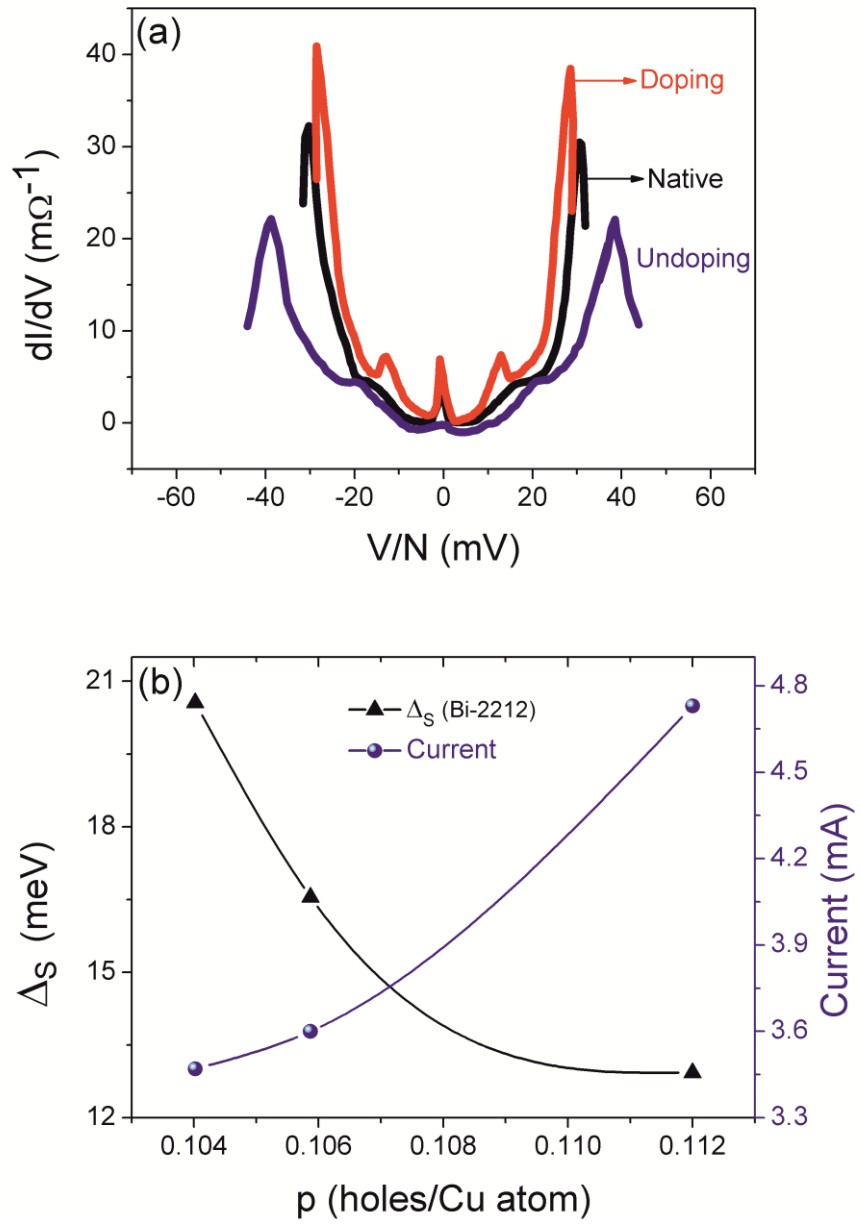 (a)
40
30
20
10
0
dI/dV (mΩ⁻¹)
Doping
Native
Undoping
-60 -40 -20 0 20 40 60
V/N (mV)
(b)
21
18
15
12
Δ_S (meV)
Δ_S (Bi-2212)
Current
4.8
4.5
4.2
3.9
3.6
3.3
Current (mA)
0.104 0.106 0.108 0.110 0.112
p (holes/Cu atom)